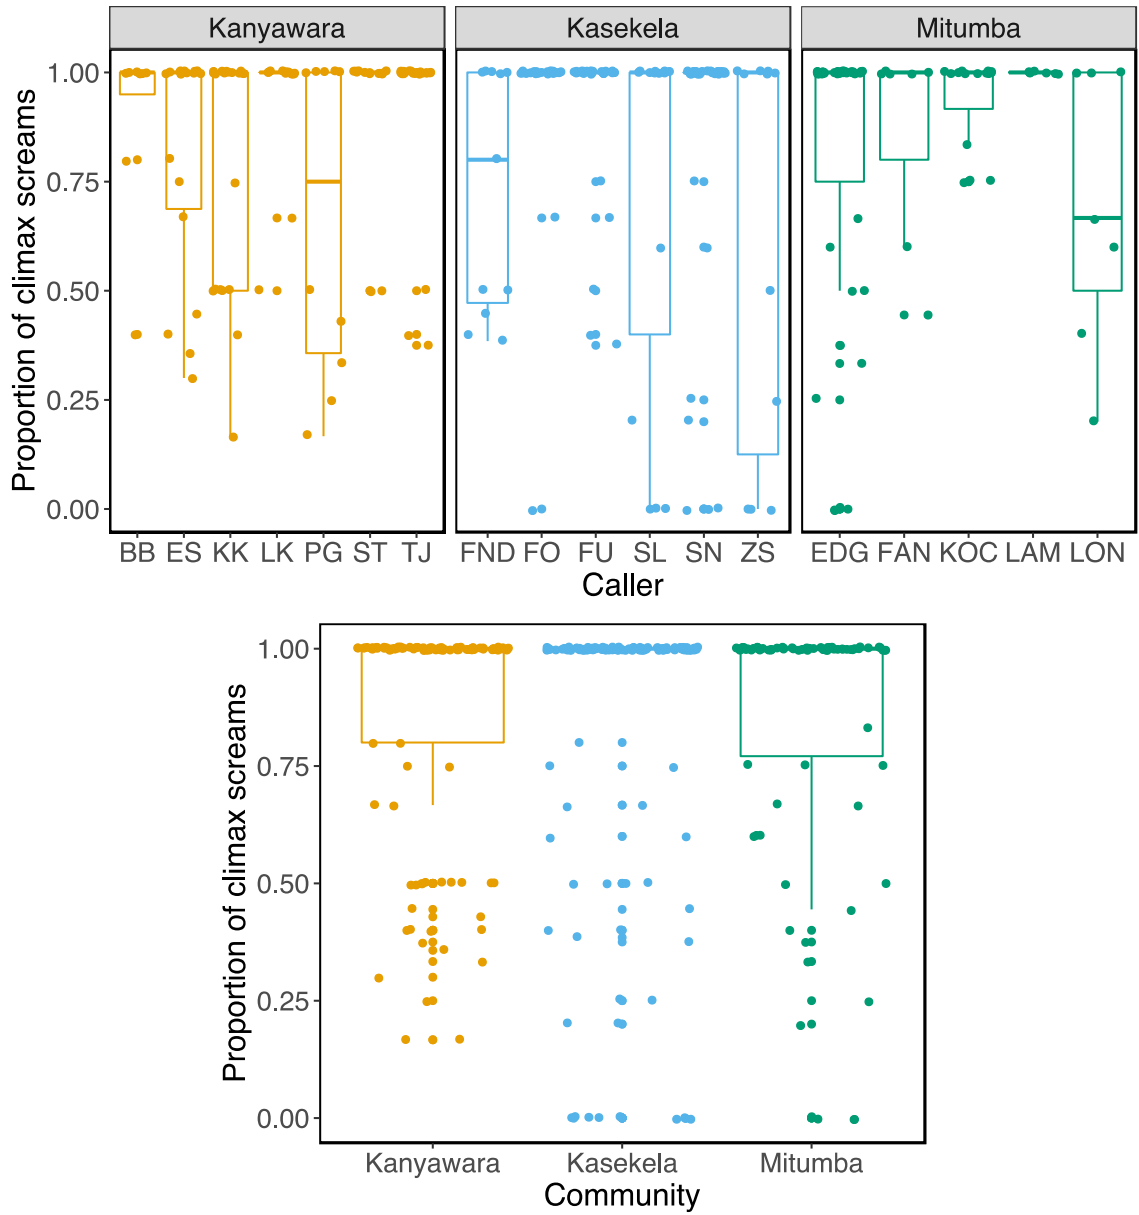 Kanyawara Kasekela Mitumba
Proportion of climax screams
1.00
0.75
0.50
0.25
0.00
BB ES KK LK PG ST TJ FND FO FU SL SN ZS EDG FAN KOC LAM LON
Caller
Proportion of climax screams
1.00
0.75
0.50
0.25
0.00
Kanyawara Kasekela Mitumba
Community